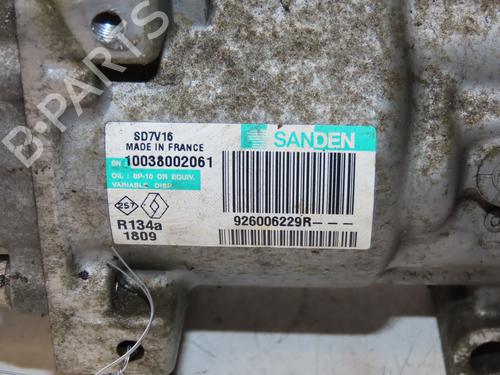 SD7V16
MADE IN FRANCE
SANDEN
SN : 10038002061
OIL : SP-10 OR EQUIV.
VARIABLE DISP.
257
R134a
1809
926006229R---
B-PARTS